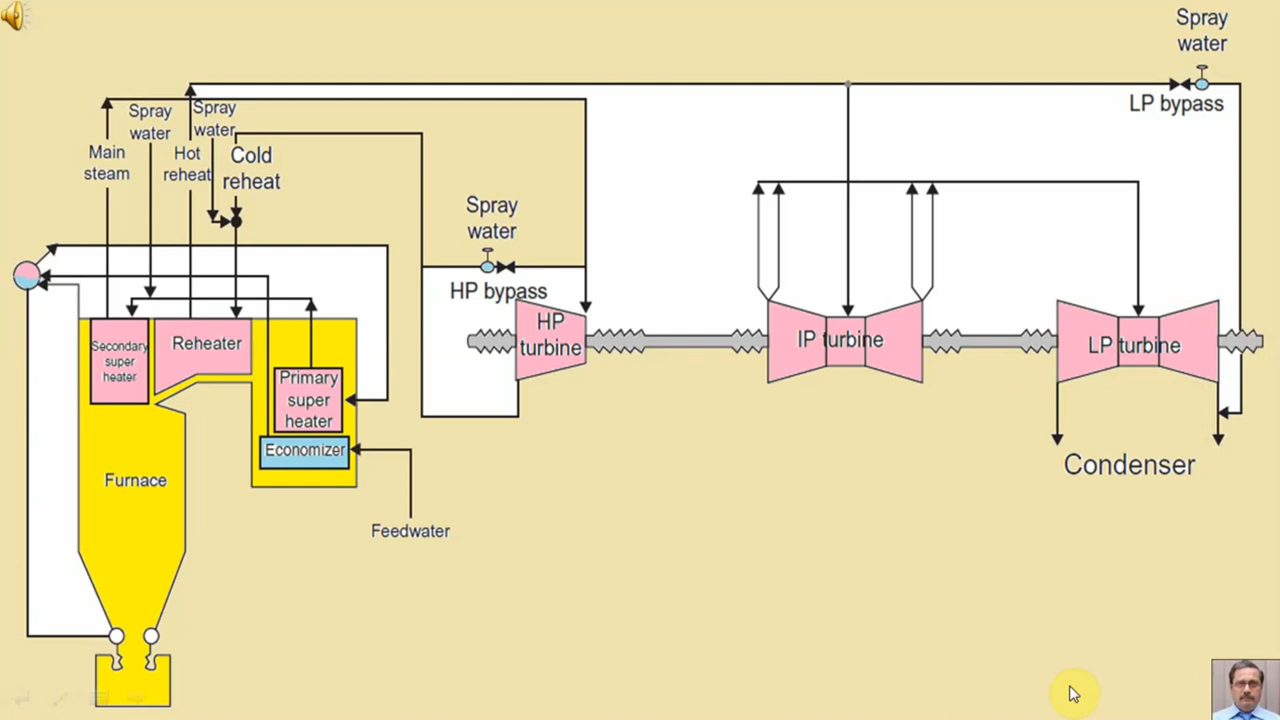 Spray
water
LP bypass
Spray
water
Spray
water
Main
steam
Hot
reheat
Cold
reheat
Spray
water
HP bypass
HP
turbine
IP turbine
LP turbine
Secondary
super
heater
Reheater
Primary
super
heater
Economizer
Condenser
Furnace
Feedwater